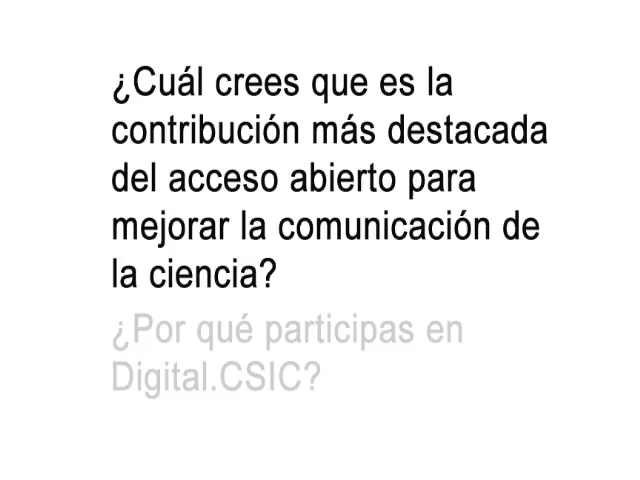 ¿Cuál crees que es la
contribución más destacada
del acceso abierto para
mejorar la comunicación de
la ciencia?
¿Por qué participas en
Digital.CSIC?